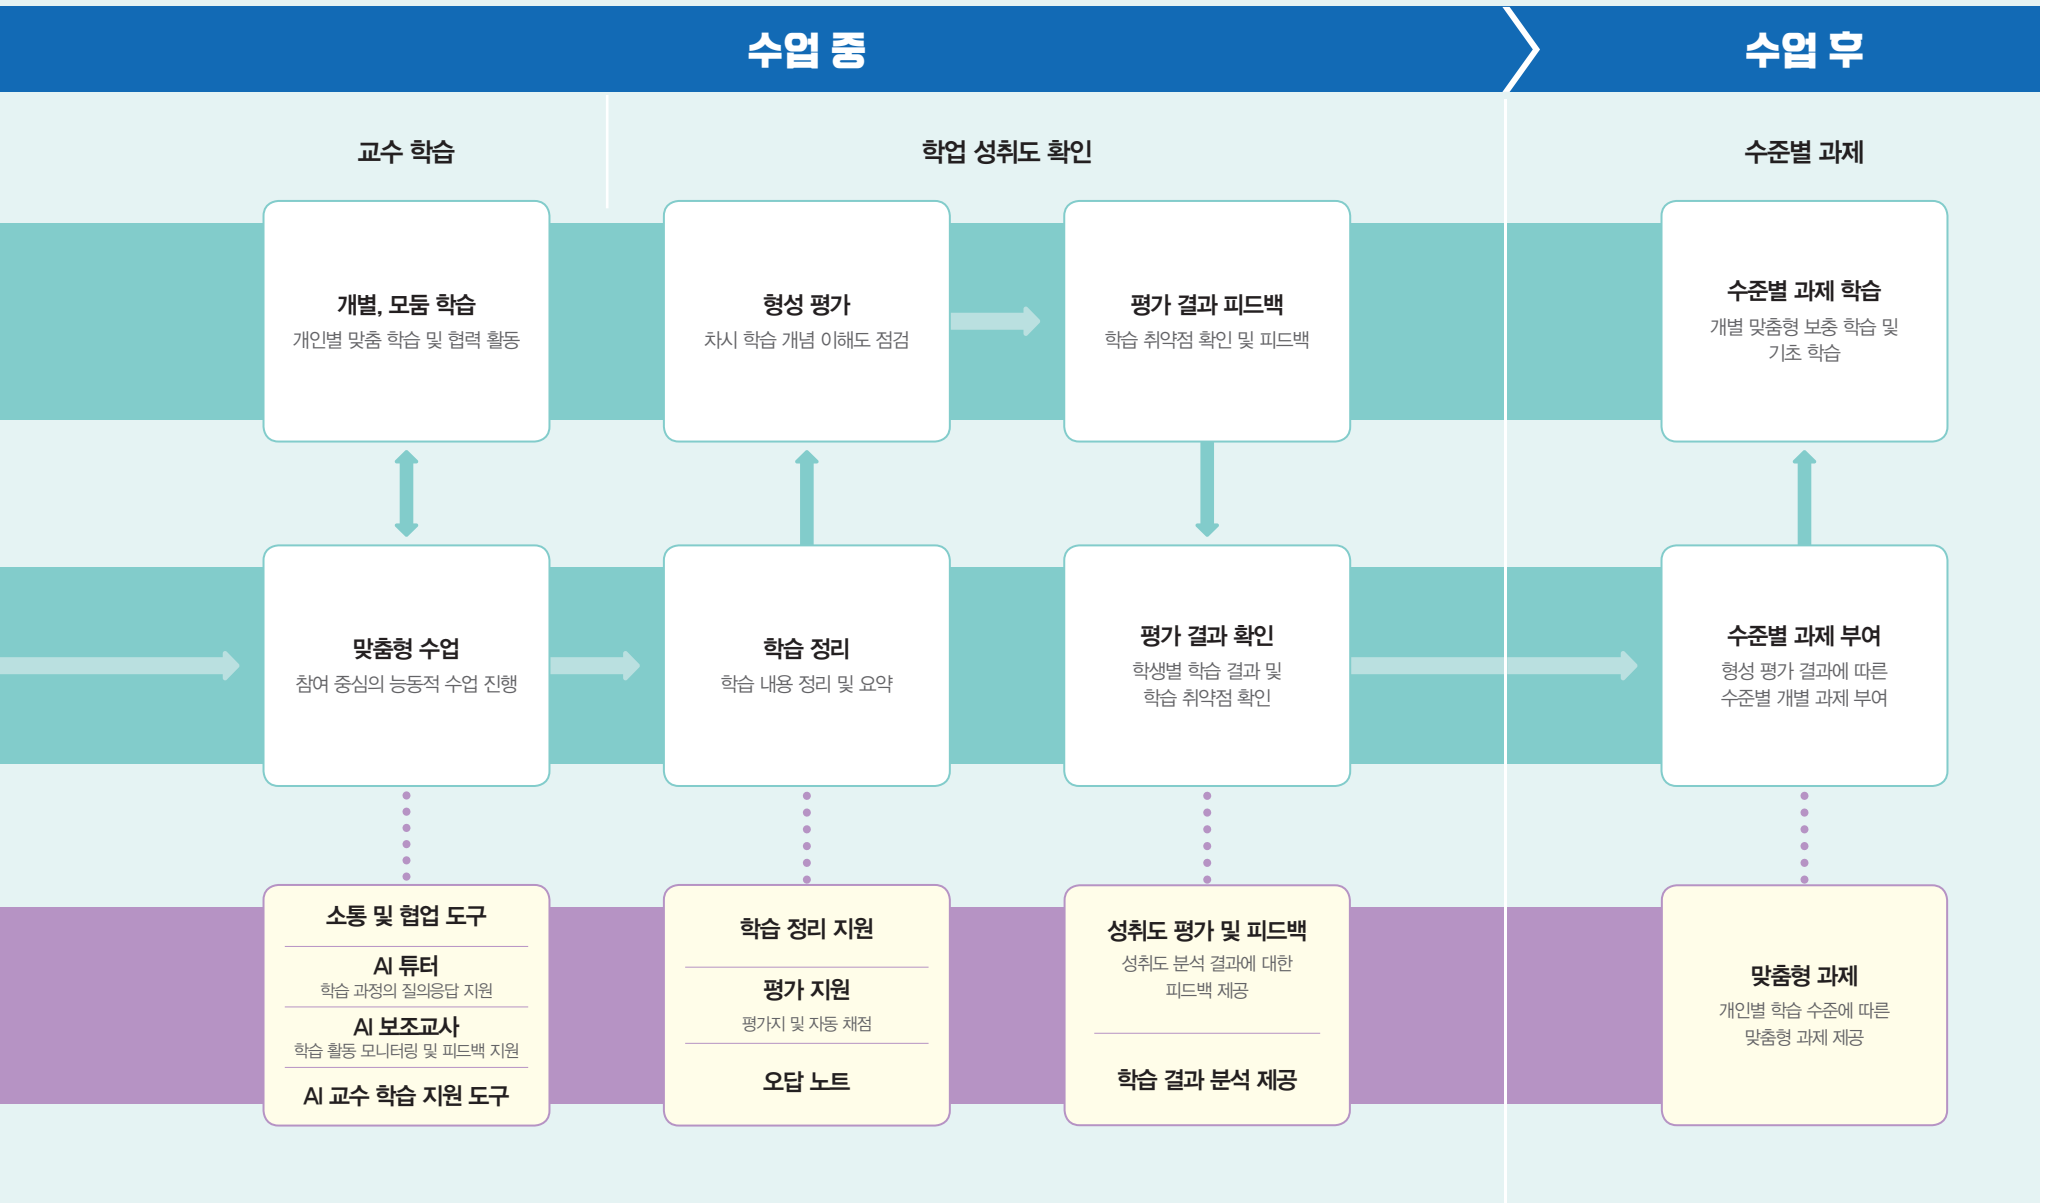 수업 중
수업 후
교수 학습
학업 성취도 확인
수준별 과제
개별, 모둠 학습
개인별 맞춤 학습 및 협력 활동
형성 평가
차시 학습 개념 이해도 점검
평가 결과 피드백
학습 취약점 확인 및 피드백
수준별 과제 학습
개별 맞춤형 보충 학습 및
기초 학습
맞춤형 수업
참여 중심의 능동적 수업 진행
학습 정리
학습 내용 정리 및 요약
평가 결과 확인
학생별 학습 결과 및
학습 취약점 확인
수준별 과제 부여
형성 평가 결과에 따른
수준별 개별 과제 부여
소통 및 협업 도구
AI 튜터
학습 과정의 질의응답 지원
AI 보조교사
학습 활동 모니터링 및 피드백 지원
AI 교수 학습 지원 도구
학습 정리 지원
평가 지원
평가지 및 자동 채점
오답 노트
성취도 평가 및 피드백
성취도 분석 결과에 대한
피드백 제공
학습 결과 분석 제공
맞춤형 과제
개인별 학습 수준에 따른
맞춤형 과제 제공